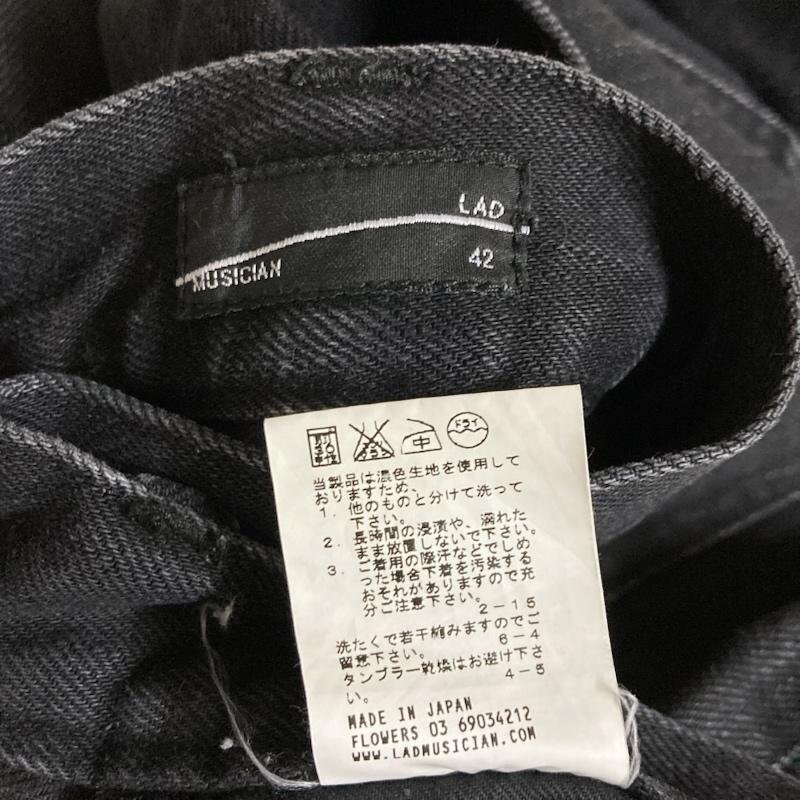 LAD
MUSICIAN 42
中 ドライ
当製品は濃色生地を使用して
おりますため、
1. 他のものと分けて洗って
下さい。
2. 長時間の浸漬や、濡れた
まま放置しないで下さい。
3. ご着用の際汗などでしめ
った場合下着を汚染する
おそれがありますので充
分ご注意下さい。
2-15
洗たくで若干縮みますのでご
留意下さい。
6-4
タンブラー乾燥はお避け下さ
い。
4-5
MADE IN JAPAN
FLOWERS 03 69034212
WWW.LADMUSICIAN.COM